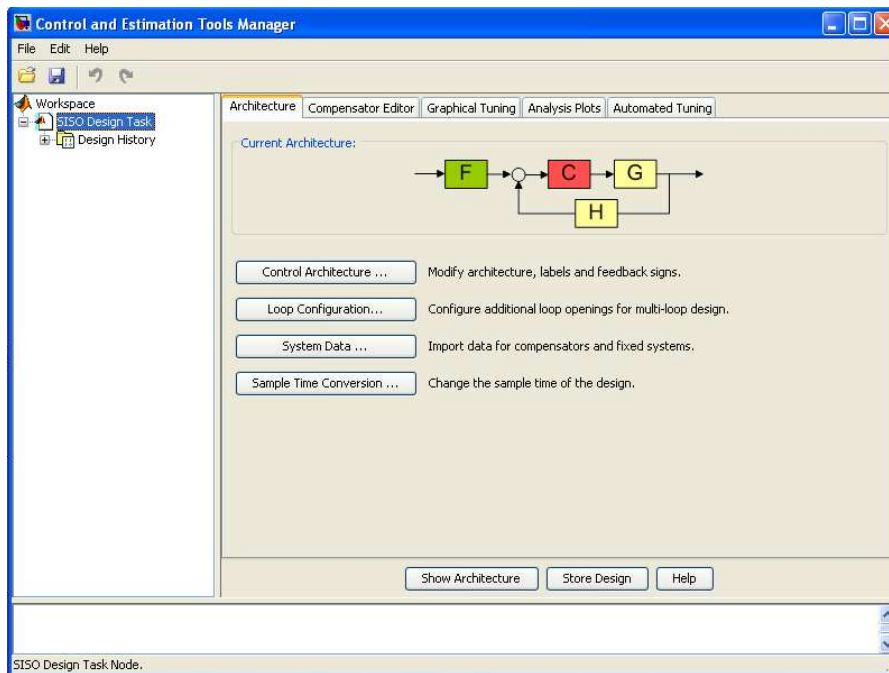 Control and Estimation Tools Manager
File Edit Help
Workspace
SISO Design Task
Design History
Architecture Compensator Editor Graphical Tuning Analysis Plots Automated Tuning
Current Architecture:
F C G
H
Control Architecture ... Modify architecture, labels and feedback signs.
Loop Configuration... Configure additional loop openings for multi-loop design.
System Data ... Import data for compensators and fixed systems.
Sample Time Conversion ... Change the sample time of the design.
Show Architecture Store Design Help
SISO Design Task Node.